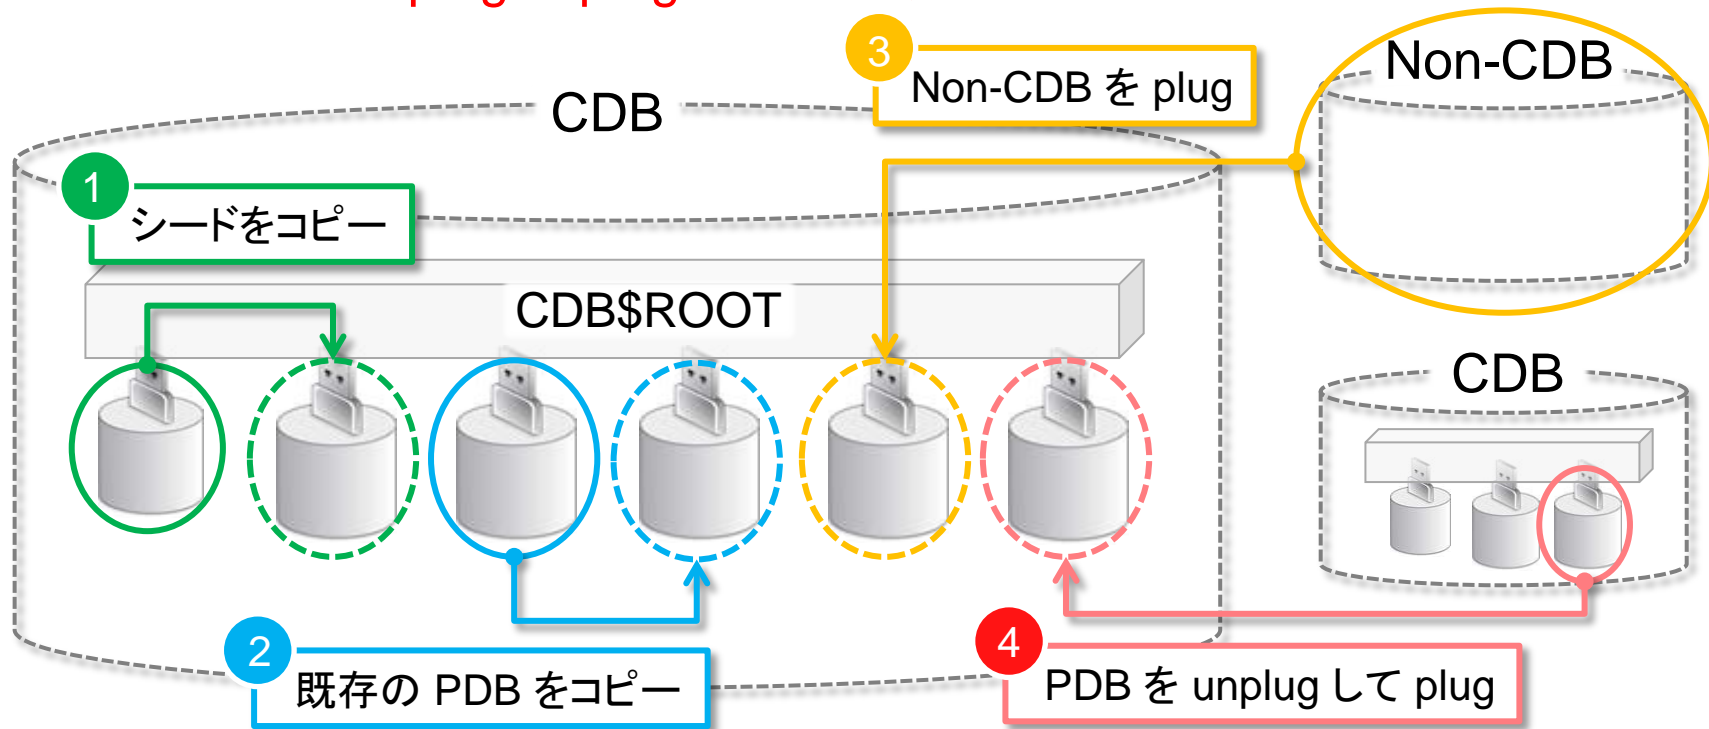 3
Non-CDB を plug
Non-CDB
CDB
1
シードをコピー
CDB$ROOT
CDB
2
既存の PDB をコピー
4
PDB を unplug して plug